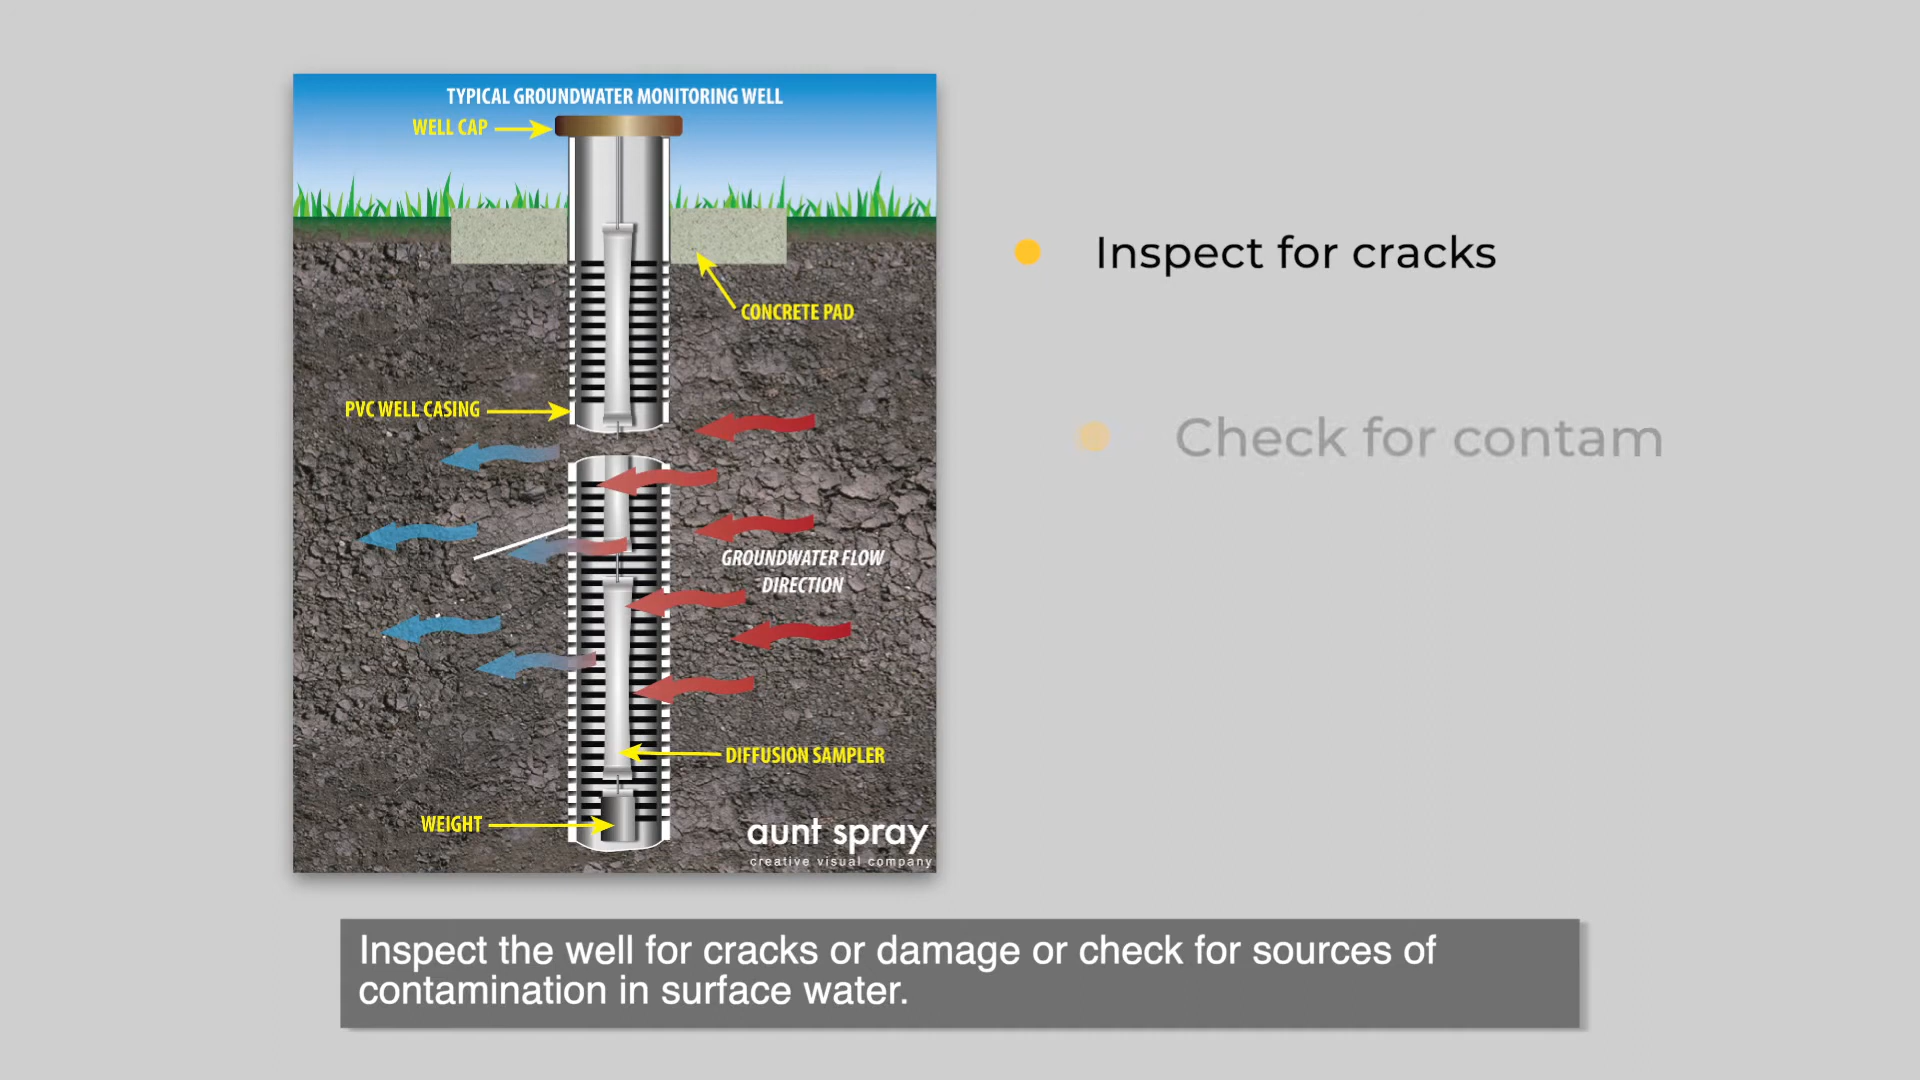 TYPICAL GROUNDWATER MONITORING WELL
WELL CAP
CONCRETE PAD
PVC WELL CASING
GROUNDWATER FLOW
DIRECTION
DIFFUSION SAMPLER
WEIGHT
aunt spray
creative visual company
Inspect for cracks
Check for contam
Inspect the well for cracks or damage or check for sources of
contamination in surface water.